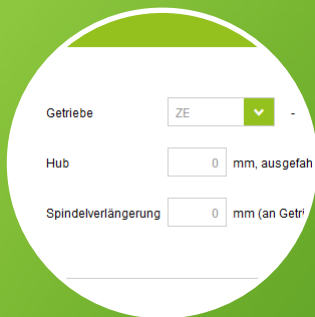 Getriebe ZE -
Hub 0 mm, ausgefah
Spindelverlängerung 0 mm (an Getri